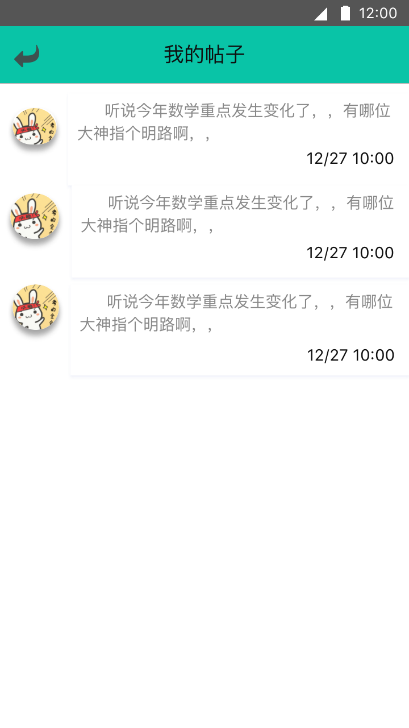 12:00
我的帖子
听说今年数学重点发生变化了，，有哪位
大神指个明路啊，，
12/27 10:00
听说今年数学重点发生变化了，，有哪位
大神指个明路啊，，
12/27 10:00
听说今年数学重点发生变化了，，有哪位
大神指个明路啊，，
12/27 10:00